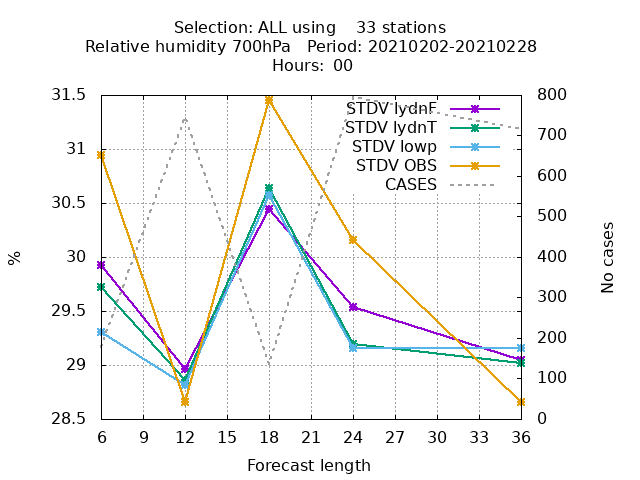 Selection: ALL using    33 stations
Relative humidity 700hPa   Period: 20210202-20210228
Hours:  00
31.5
31
30.5
30
29.5
29
28.5
%
800
700
600
500
400
300
200
100
0
No cases
STDV lydnF
STDV lydnT
STDV lowp
STDV OBS
CASES
6 9 12 15 18 21 24 27 30 33 36
Forecast length